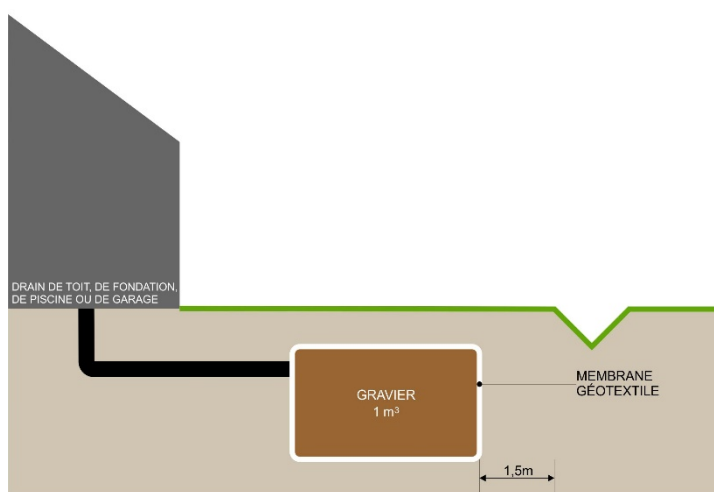 DRAIN DE TOIT, DE FONDATION,
DE PISCINE OU DE GARAGE
GRAVIER
1 m³
MEMBRANE
GÉOTEXTILE
1,5m